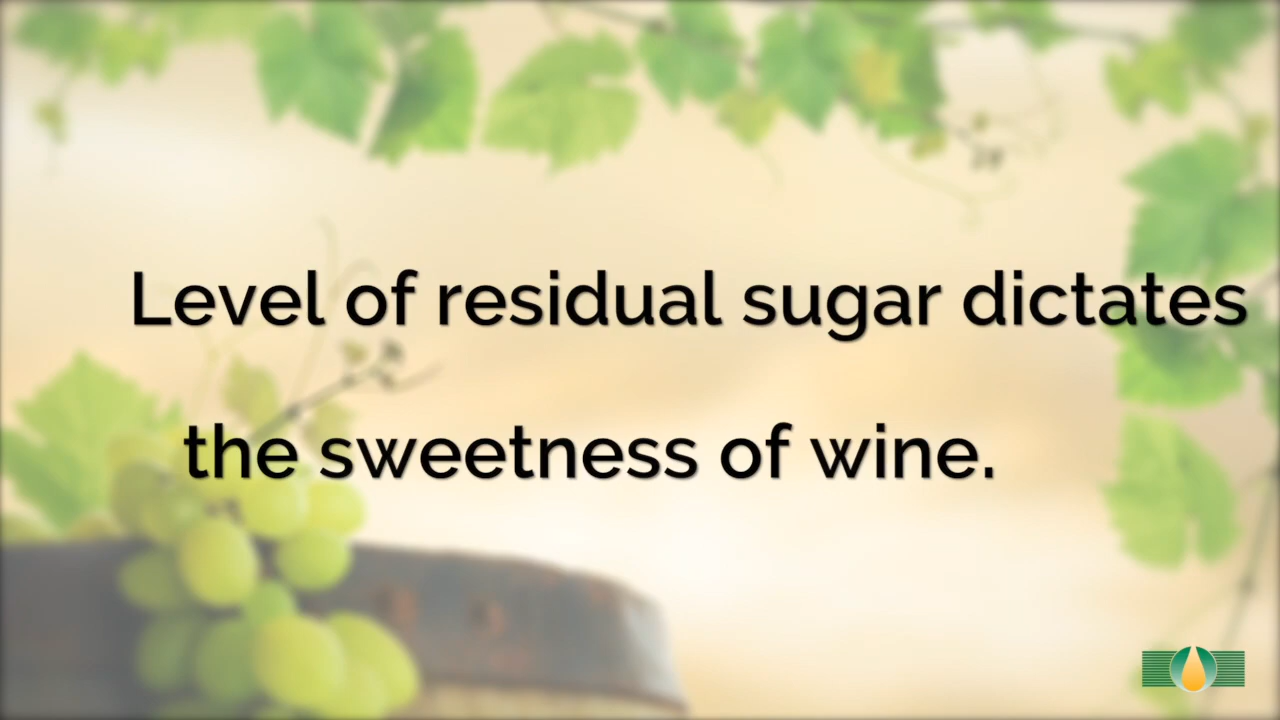 Level of residual sugar dictates
the sweetness of wine.